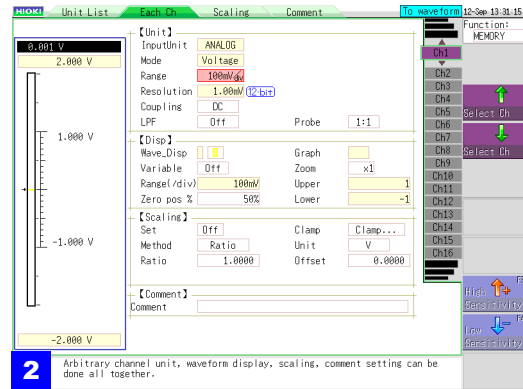 HIOKI Unit List Each Ch Scaling Comment To waveform 12-Sep 13:31:15
Function:
MEMORY
0.001 V
2.000 V
1.000 V
-1.000 V
-2.000 V
【Unit】
InputUnit ANALOG
Mode Voltage
Range 100mV/div
Resolution 1.00mV 12-bit
Coupling DC
LPF Off Probe 1:1
【Disp】
Wave_Disp Graph
Variable Off Zoom x1
Range(/div) 100mV Upper 1
Zero pos % 50% Lower -1
【Scaling】
Set Off Clamp Clamp...
Method Ratio Unit V
Ratio 1.0000 Offset 0.0000
【Comment】
Comment
Ch1
Ch2
Ch3
Ch4
Ch5
Ch6
Ch7
Ch8
Ch9
Ch10
Ch11
Ch12
Ch13
Ch14
Ch15
Ch16
Select Ch
Select Ch
High
Sensitivity
Low
Sensitivity
2
Arbitrary channel unit, waveform display, scaling, comment setting can be
done all together.